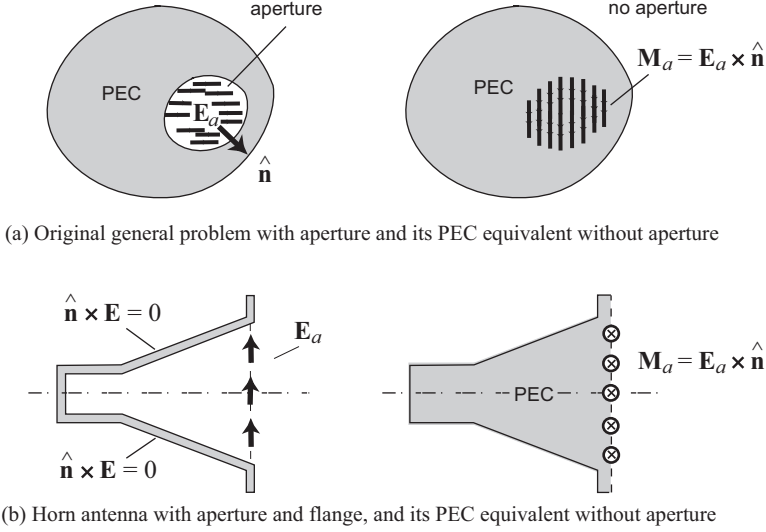 aperture
no aperture
PEC
E_a
n̂
PEC
M_a = E_a × n̂
(a) Original general problem with aperture and its PEC equivalent without aperture
n̂ × E = 0
E_a
n̂ × E = 0
PEC
M_a = E_a × n̂
(b) Horn antenna with aperture and flange, and its PEC equivalent without aperture